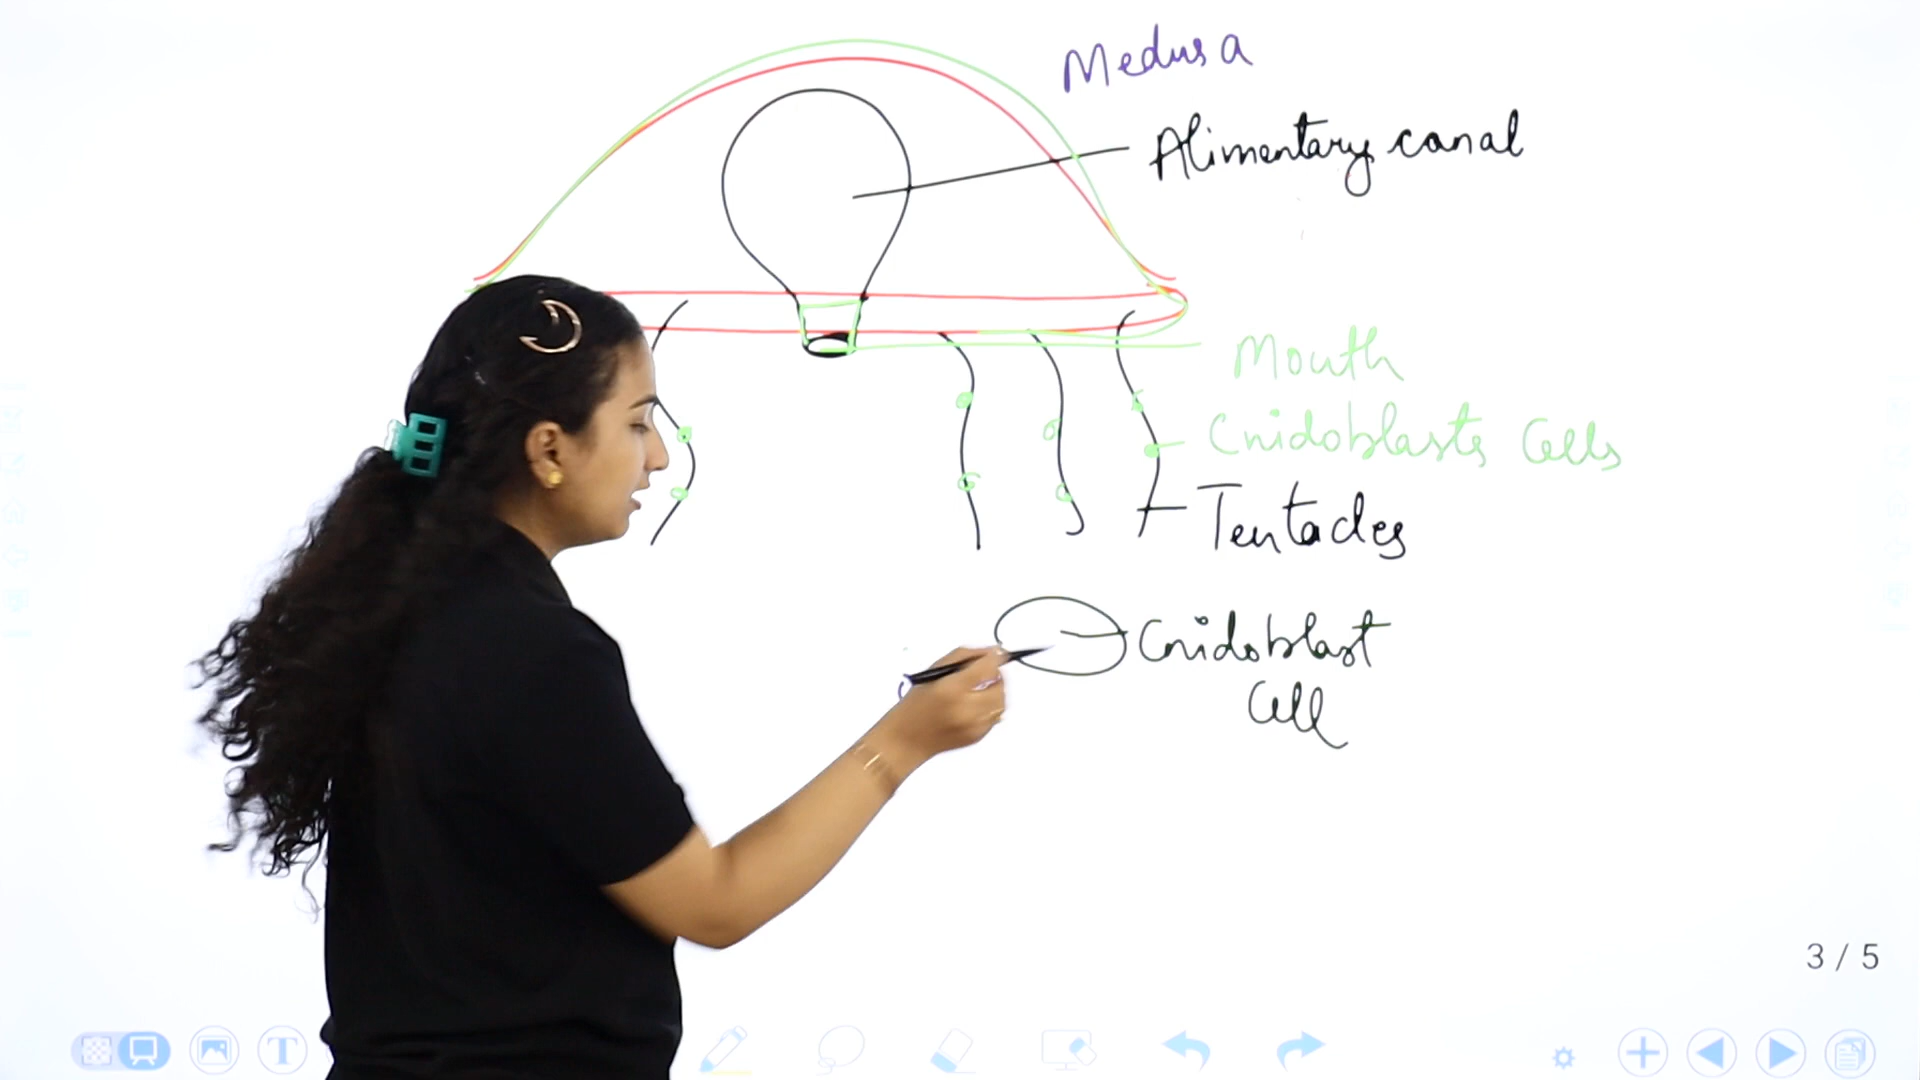 Medusa
Alimentary canal
Mouth
Cnidoblasts Cells
Tentacles
Cnidoblast
Cell
3 / 5
T